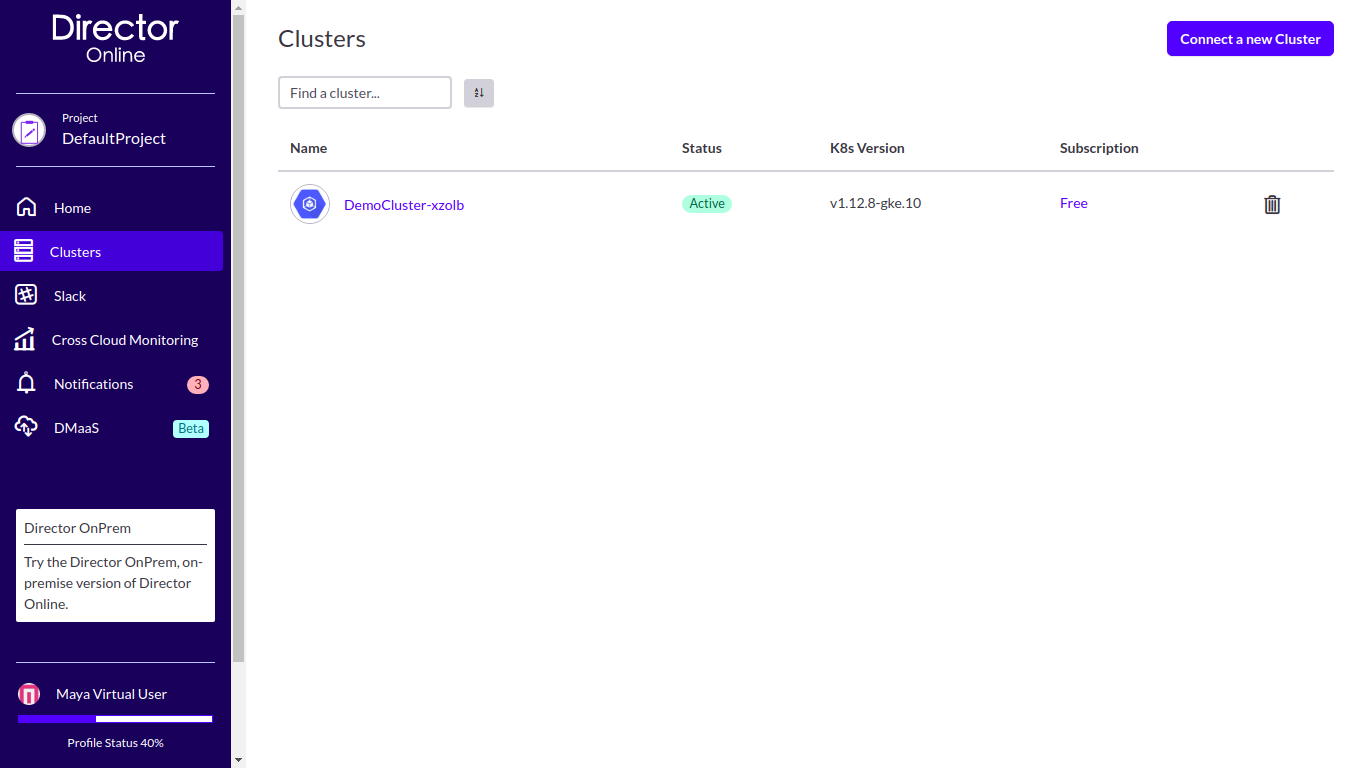 Director
Online
Project
DefaultProject
Home
Clusters
Slack
Cross Cloud Monitoring
Notifications 3
DMaaS Beta
Director OnPrem
Try the Director OnPrem, on-
premise version of Director
Online.
Maya Virtual User
Profile Status 40%
Clusters
Connect a new Cluster
Find a cluster...
Name Status K8s Version Subscription
DemoCluster-xzolb Active v1.12.8-gke.10 Free